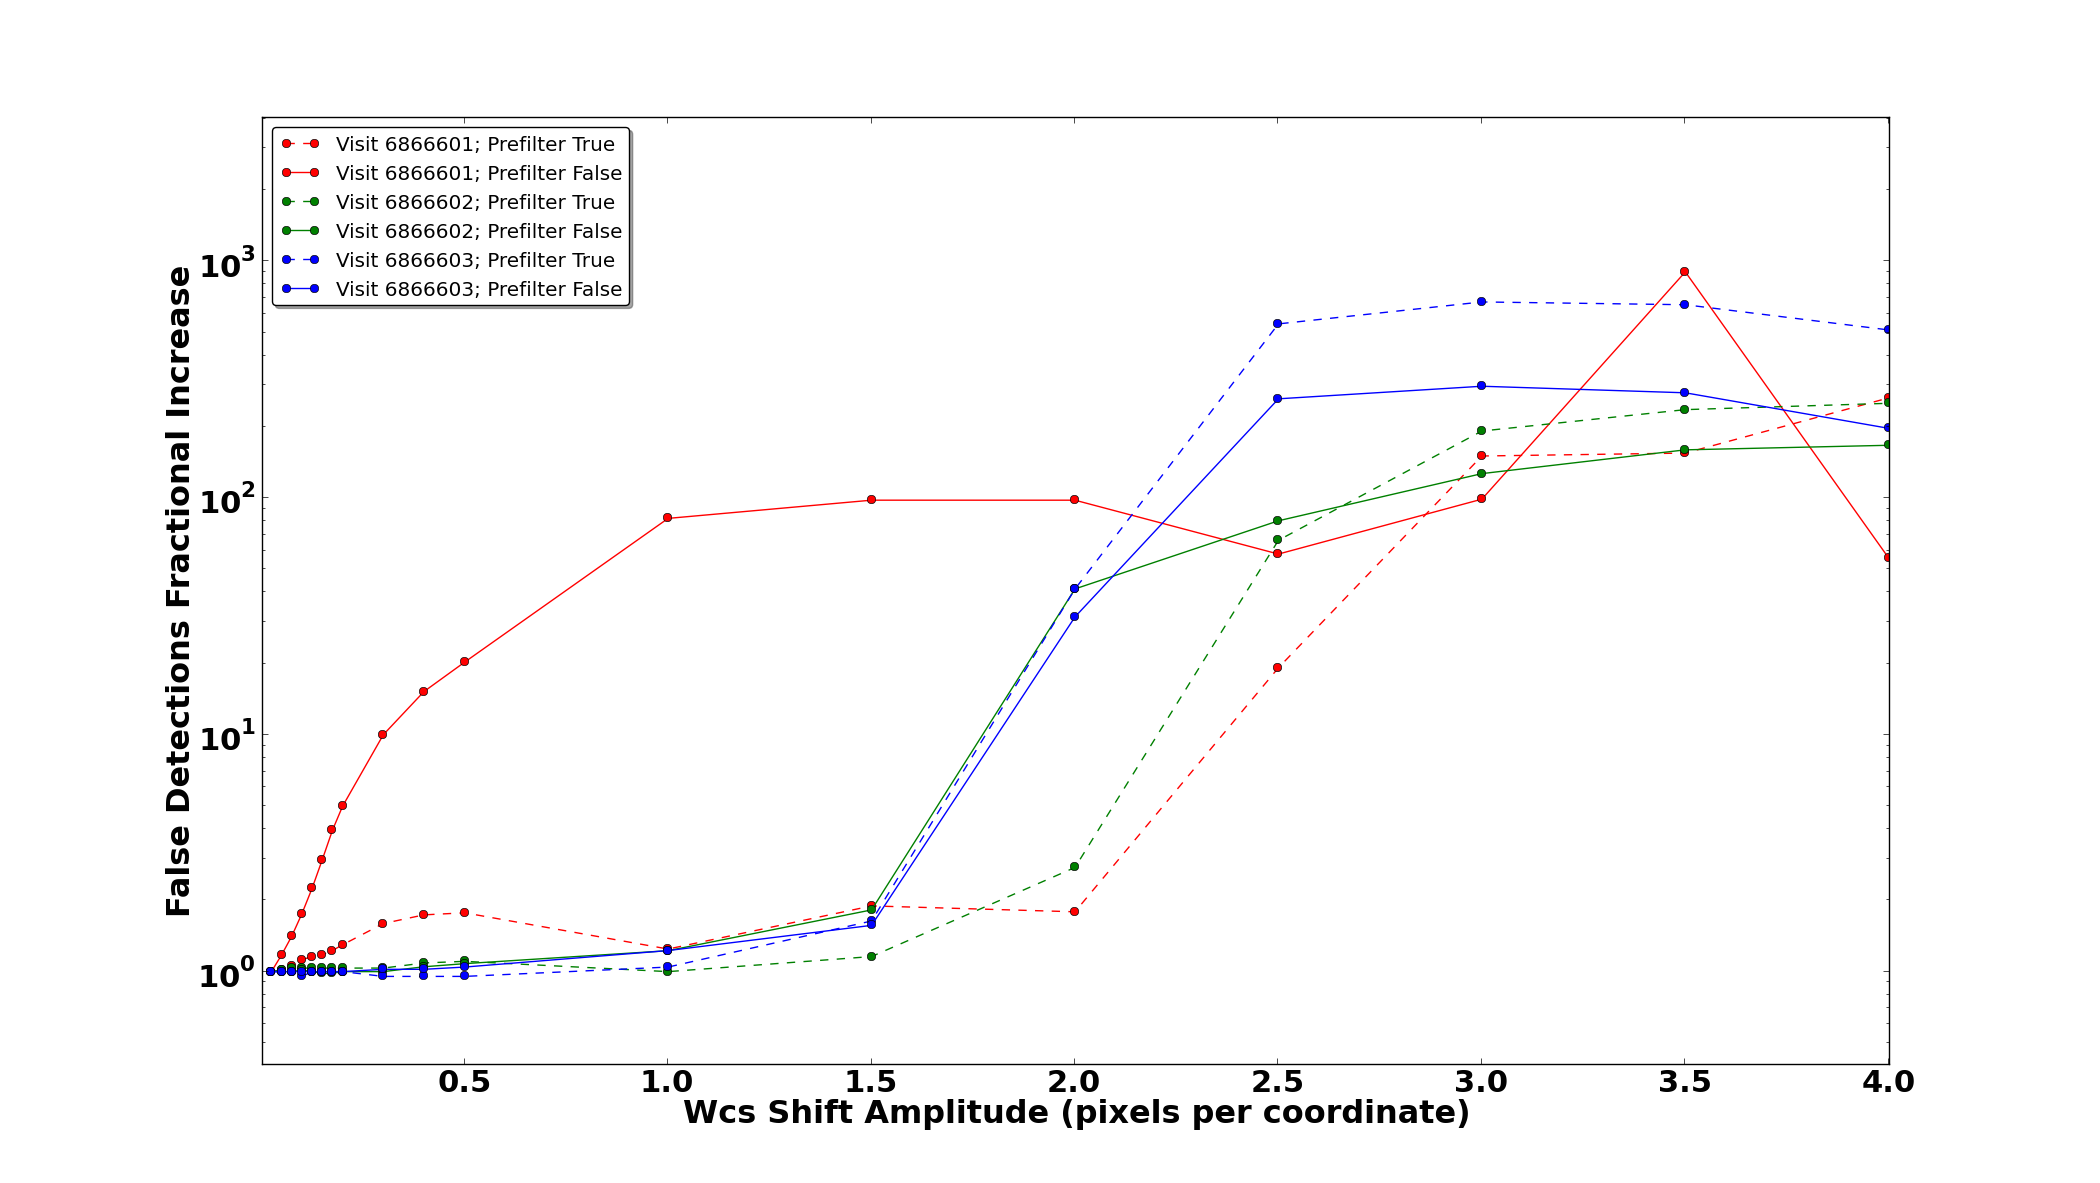 Visit 6866601; Prefilter True
Visit 6866601; Prefilter False
Visit 6866602; Prefilter True
Visit 6866602; Prefilter False
Visit 6866603; Prefilter True
Visit 6866603; Prefilter False
False Detections Fractional Increase
10³
10²
10¹
10⁰
0.5 1.0 1.5 2.0 2.5 3.0 3.5 4.0
Wcs Shift Amplitude (pixels per coordinate)